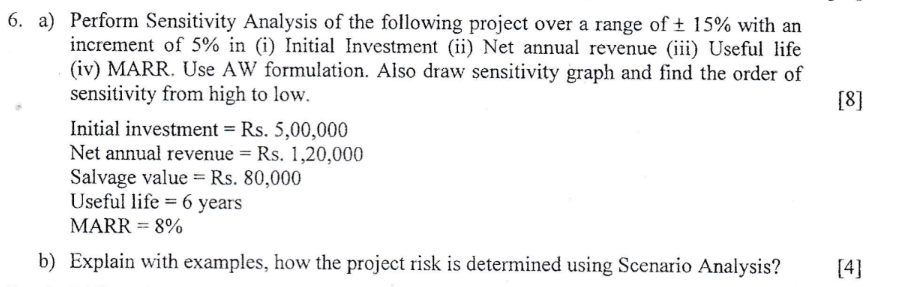 6. a) Perform Sensitivity Analysis of the following project over a range of ± 15% with an
increment of 5% in (i) Initial Investment (ii) Net annual revenue (iii) Useful life
(iv) MARR. Use AW formulation. Also draw sensitivity graph and find the order of
sensitivity from high to low. [8]
Initial investment = Rs. 5,00,000
Net annual revenue = Rs. 1,20,000
Salvage value = Rs. 80,000
Useful life = 6 years
MARR = 8%
b) Explain with examples, how the project risk is determined using Scenario Analysis? [4]